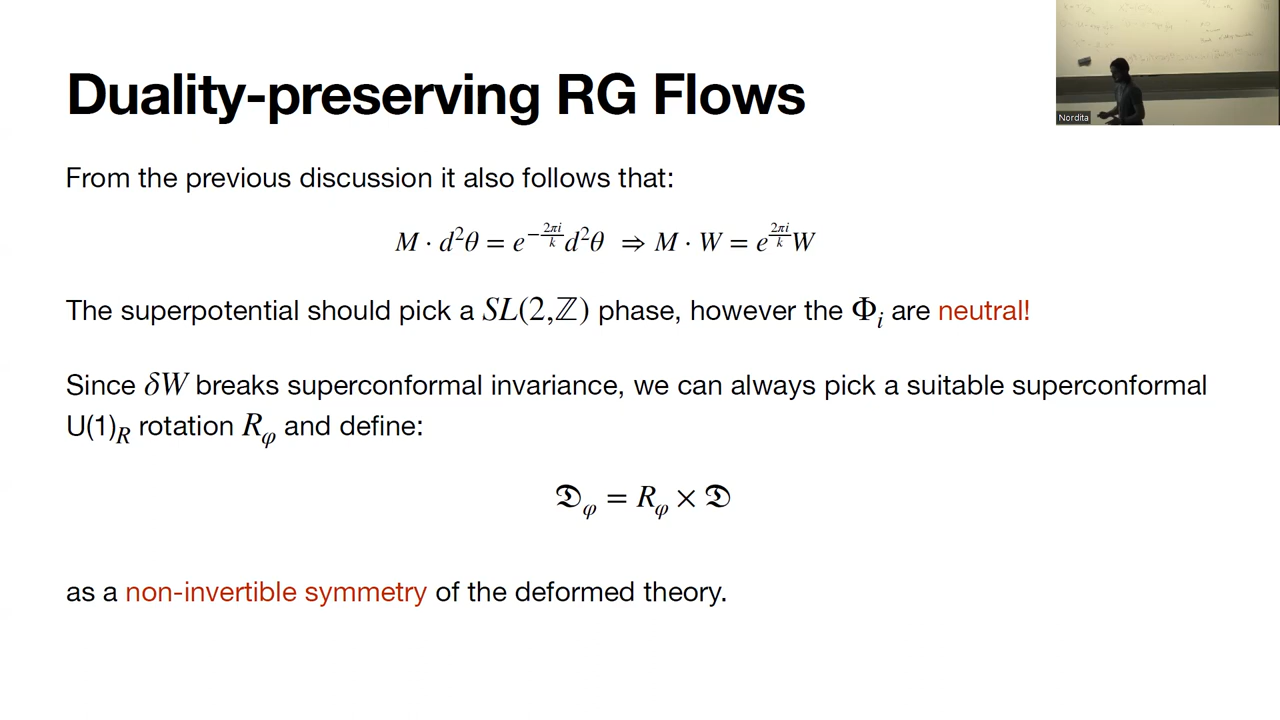 Duality-preserving RG Flows
Nordita
From the previous discussion it also follows that:
M · d²θ = e^{-\frac{2πi}{k}} d²θ ⇒ M · W = e^{\frac{2πi}{k}} W
The superpotential should pick a SL(2,ℤ) phase, however the Φ_i are neutral!
Since δW breaks superconformal invariance, we can always pick a suitable superconformal
U(1)_R rotation R_φ and define:
𝔇_φ = R_φ × 𝔇
as a non-invertible symmetry of the deformed theory.